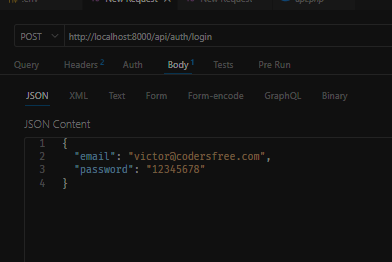 .env New Request X New Request api.php
POST http://localhost:8000/api/auth/login
Query Headers 2 Auth Body 1 Tests Pre Run
JSON XML Text Form Form-encode GraphQL Binary
JSON Content
1 {
2 "email": "victor@codersfree.com",
3 "password": "12345678"
4 }